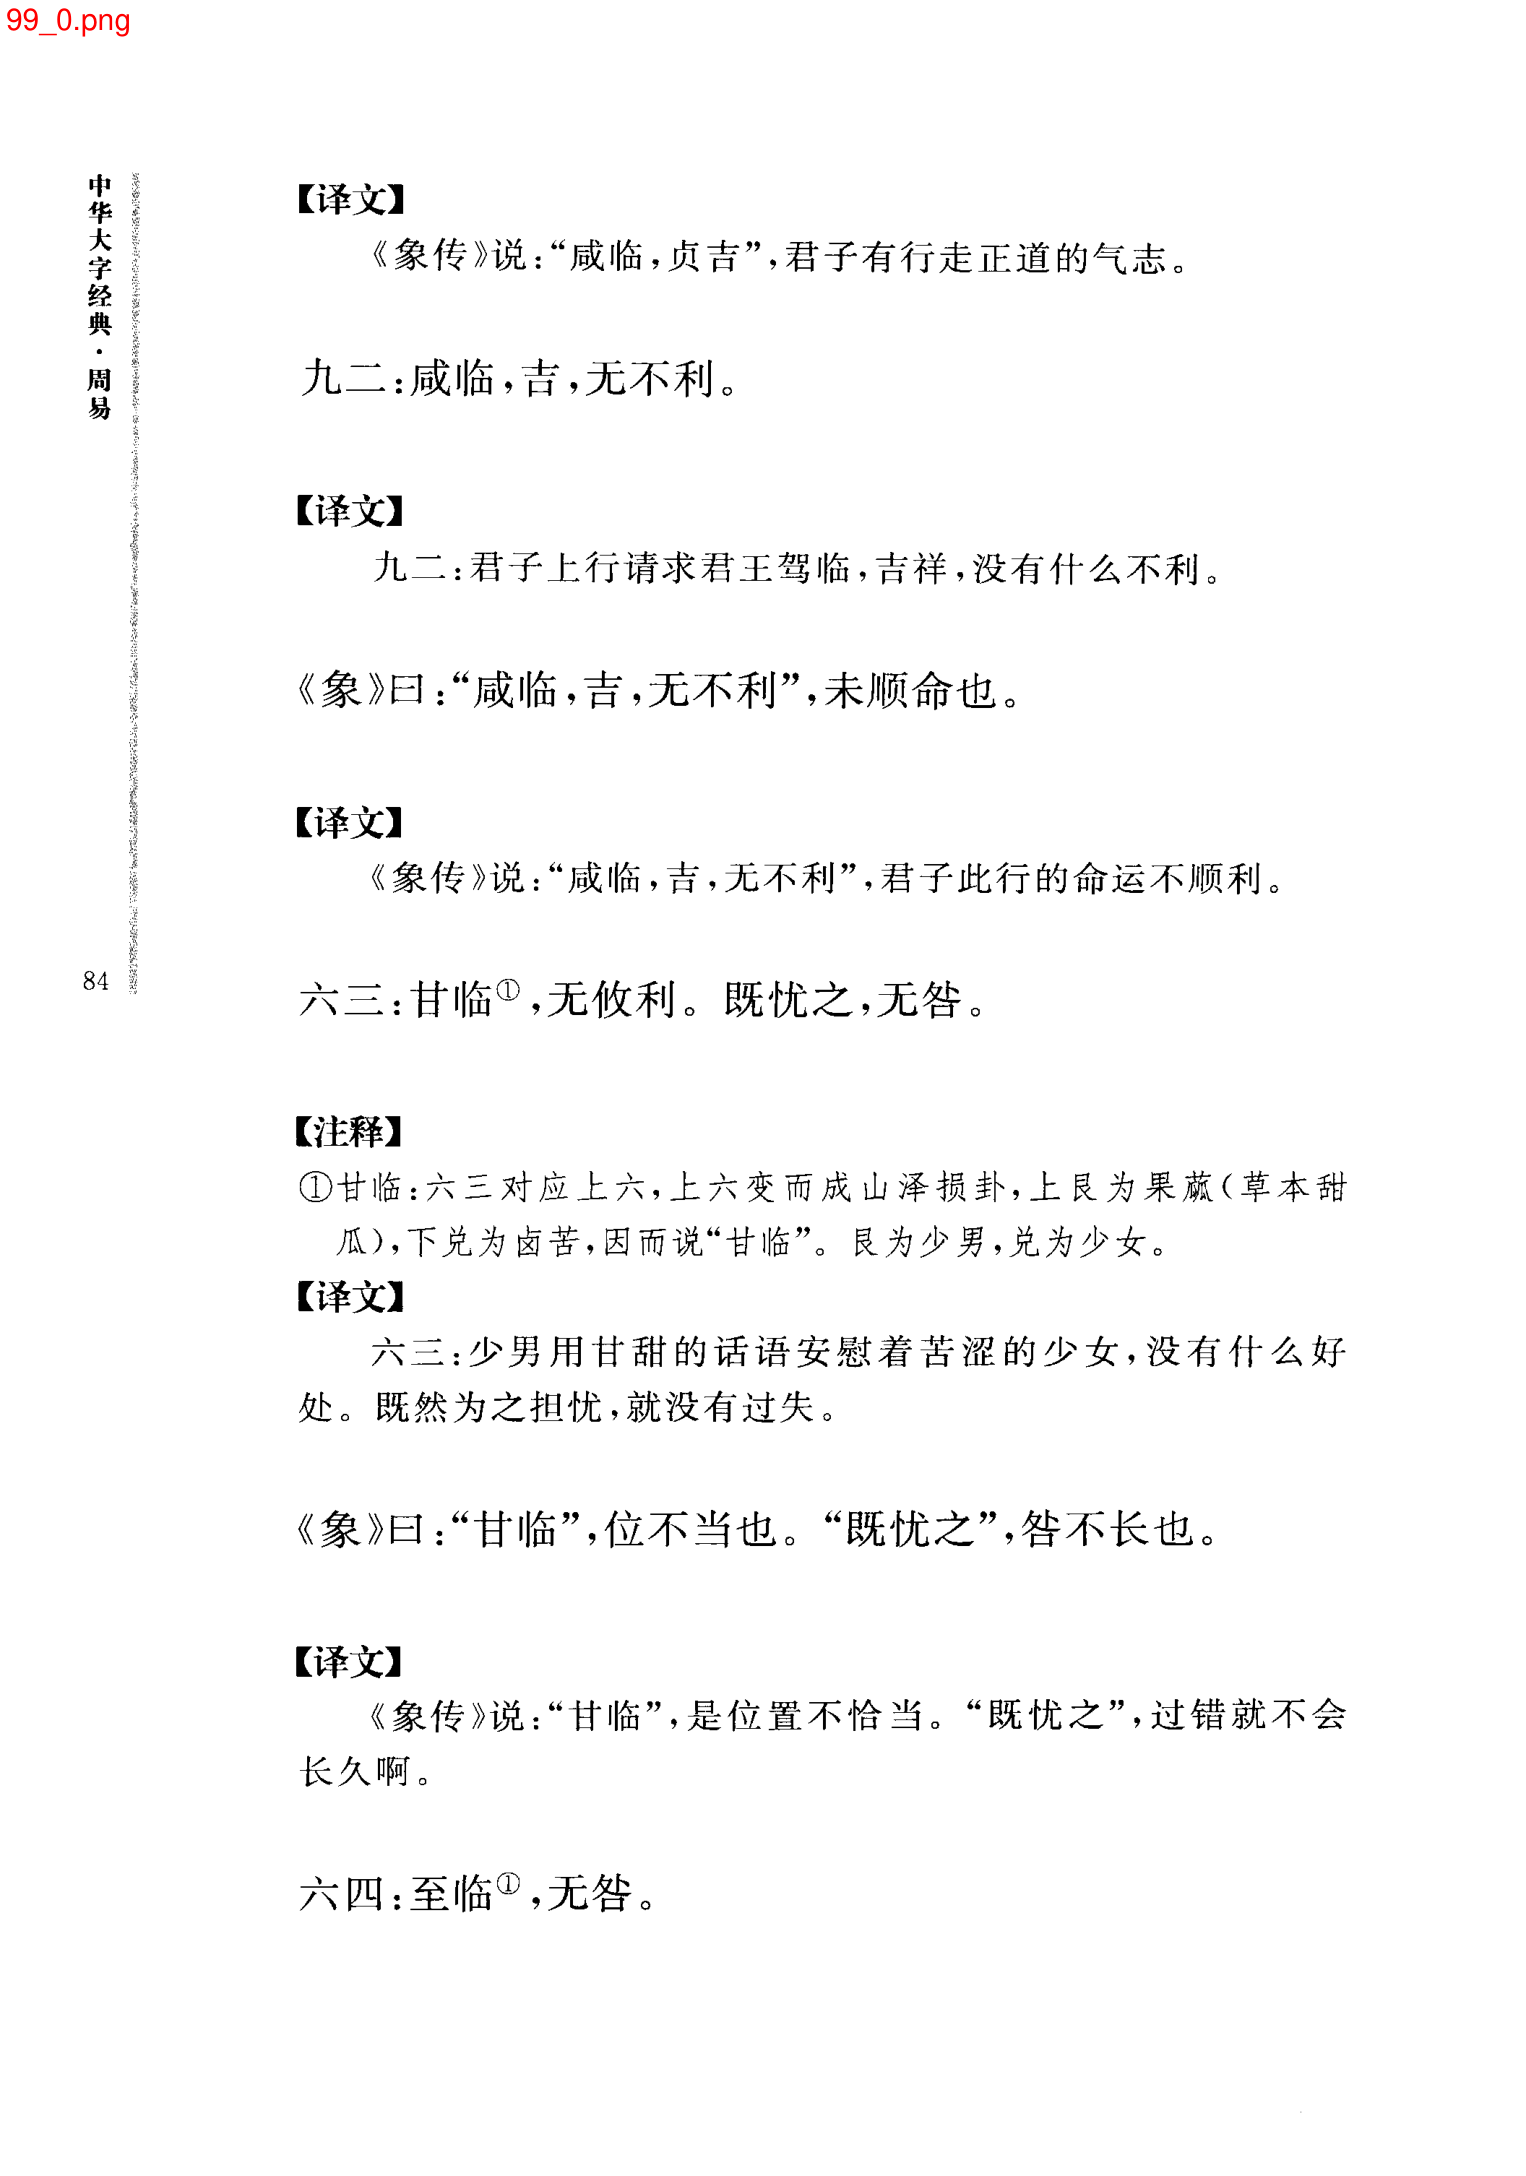 99_0.png
中华大字经典·周易
84
【译文】
《象传》说：“咸临，贞吉”，君子有行走正道的气志。
九二：咸临，吉，无不利。
【译文】
九二：君子上行请求君王驾临，吉祥，没有什么不利。
《象》曰：“咸临，吉，无不利”，未顺命也。
【译文】
《象传》说：“咸临，吉，无不利”，君子此行的命运不顺利。
六三：甘临①，无攸利。既忧之，无咎。
【注释】
①甘临：六三对应上六，上六变而成山泽损卦，上艮为果蓏（草本甜
瓜），下兑为卤苦，因而说“甘临”。艮为少男，兑为少女。
【译文】
六三：少男用甘甜的话语安慰着苦涩的少女，没有什么好
处。既然为之担忧，就没有过失。
《象》曰：“甘临”，位不当也。“既忧之”，咎不长也。
【译文】
《象传》说：“甘临”，是位置不恰当。“既忧之”，过错就不会
长久啊。
六四：至临①，无咎。